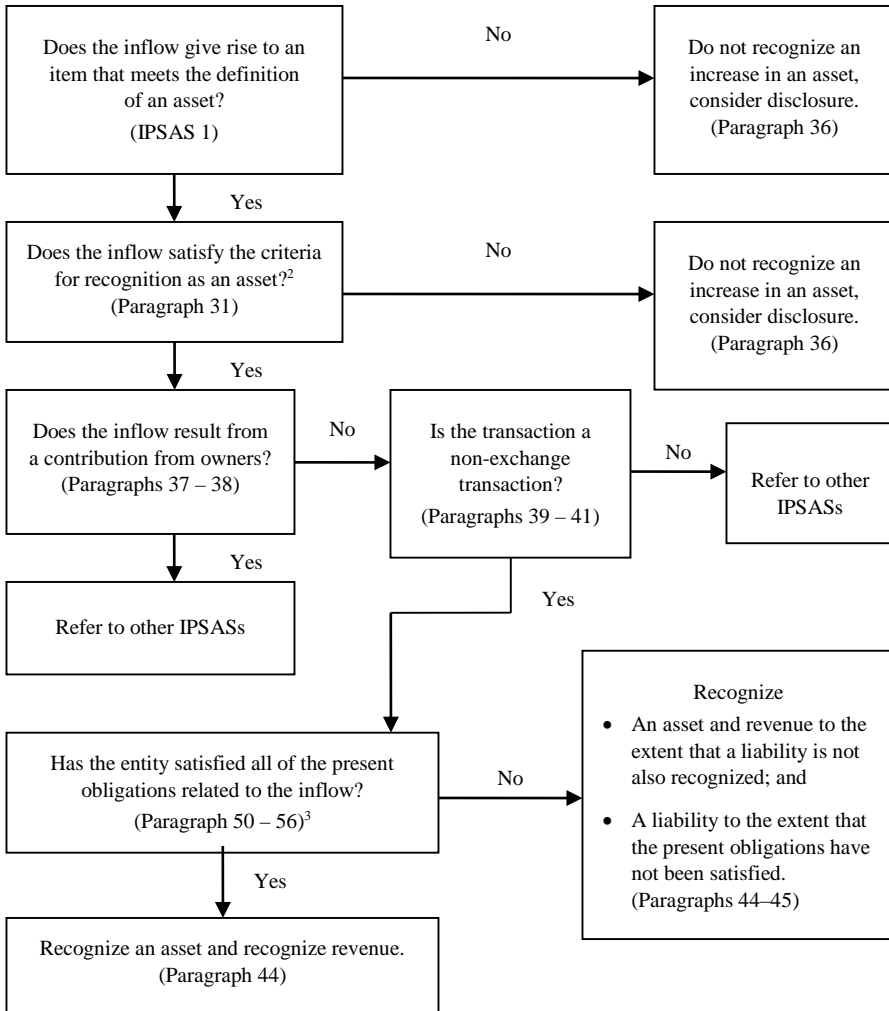 Does the inflow give rise to an
item that meets the definition
of an asset?
(IPSAS 1)
No
Do not recognize an
increase in an asset,
consider disclosure.
(Paragraph 36)
Yes
Does the inflow satisfy the criteria
for recognition as an asset?2
(Paragraph 31)
No
Do not recognize an
increase in an asset,
consider disclosure.
(Paragraph 36)
Yes
Does the inflow result from
a contribution from owners?
(Paragraphs 37 – 38)
No
Is the transaction a
non-exchange
transaction?
(Paragraphs 39 – 41)
No
Refer to other
IPSASs
Yes
Refer to other IPSASs
Yes
Has the entity satisfied all of the present
obligations related to the inflow?
(Paragraph 50 – 56)3
No
Recognize
• An asset and revenue to the
extent that a liability is not
also recognized; and
• A liability to the extent that
the present obligations have
not been satisfied.
(Paragraphs 44–45)
Yes
Recognize an asset and recognize revenue.
(Paragraph 44)